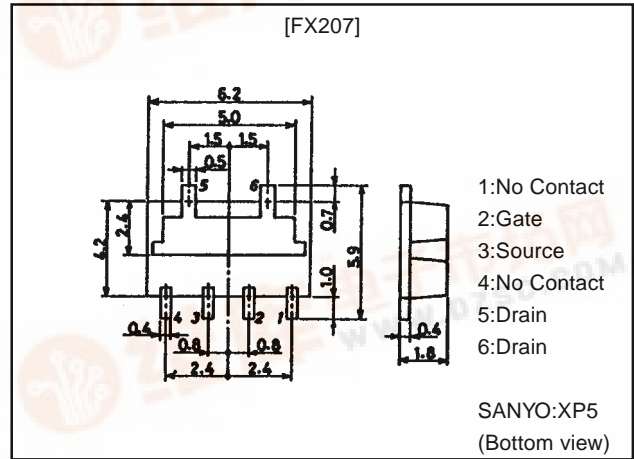 [FX207]
6.2
5.0
1.5 1.5
0.5
5 6
0.7
4.2
2.4
5.9
1.0
4 3 2 1
0.4
0.8 0.8
2.4 2.4
0.4
1.8
1:No Contact
2:Gate
3:Source
4:No Contact
5:Drain
6:Drain
SANYO:XP5
(Bottom view)